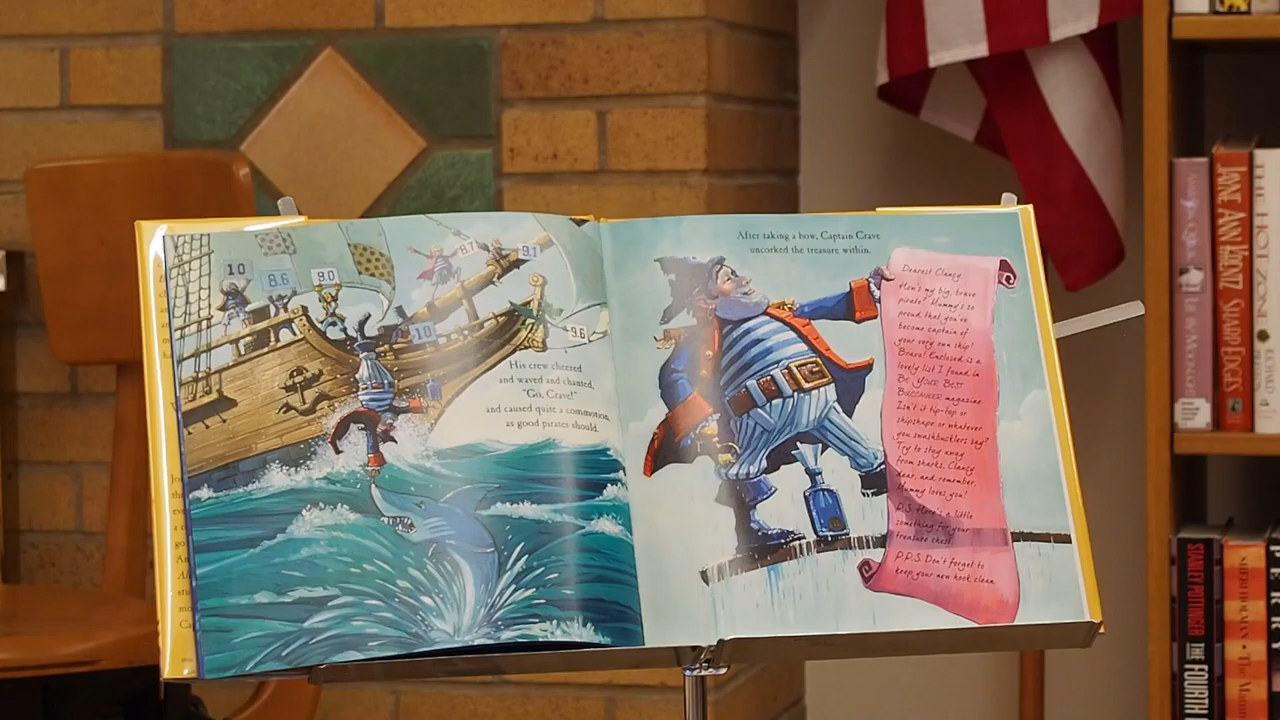 10
8.6
9.0
10
8.7
9.1
9.6
His crew cheered
and waved and chanted,
"Go, Crave!"
and caused quite a commotion,
as good pirates should.
After taking a bow, Captain Crave
uncorked the treasure within.
Dearest Clancy,
How's my big, brave
pirate? Mummy's so
proud that you've
become captain of
your very own ship!
Bravo! Enclosed is a
lovely list I found in
Be Your Best
Buccaneer magazine.
Isn't it tip-top or
shipshape or whatever
you swashbucklers say?
Try to stay away
from sharks, Clancy
dear, and remember,
Mummy loves you!
P.S. Here's a little
something for your
treasure chest.
P.P.S. Don't forget to
keep your new hook clean.
JAYNE ANN KRENTZ SHARP EDGES
THE HOT ZONE
STANLEY POTTINGER THE FOURTH